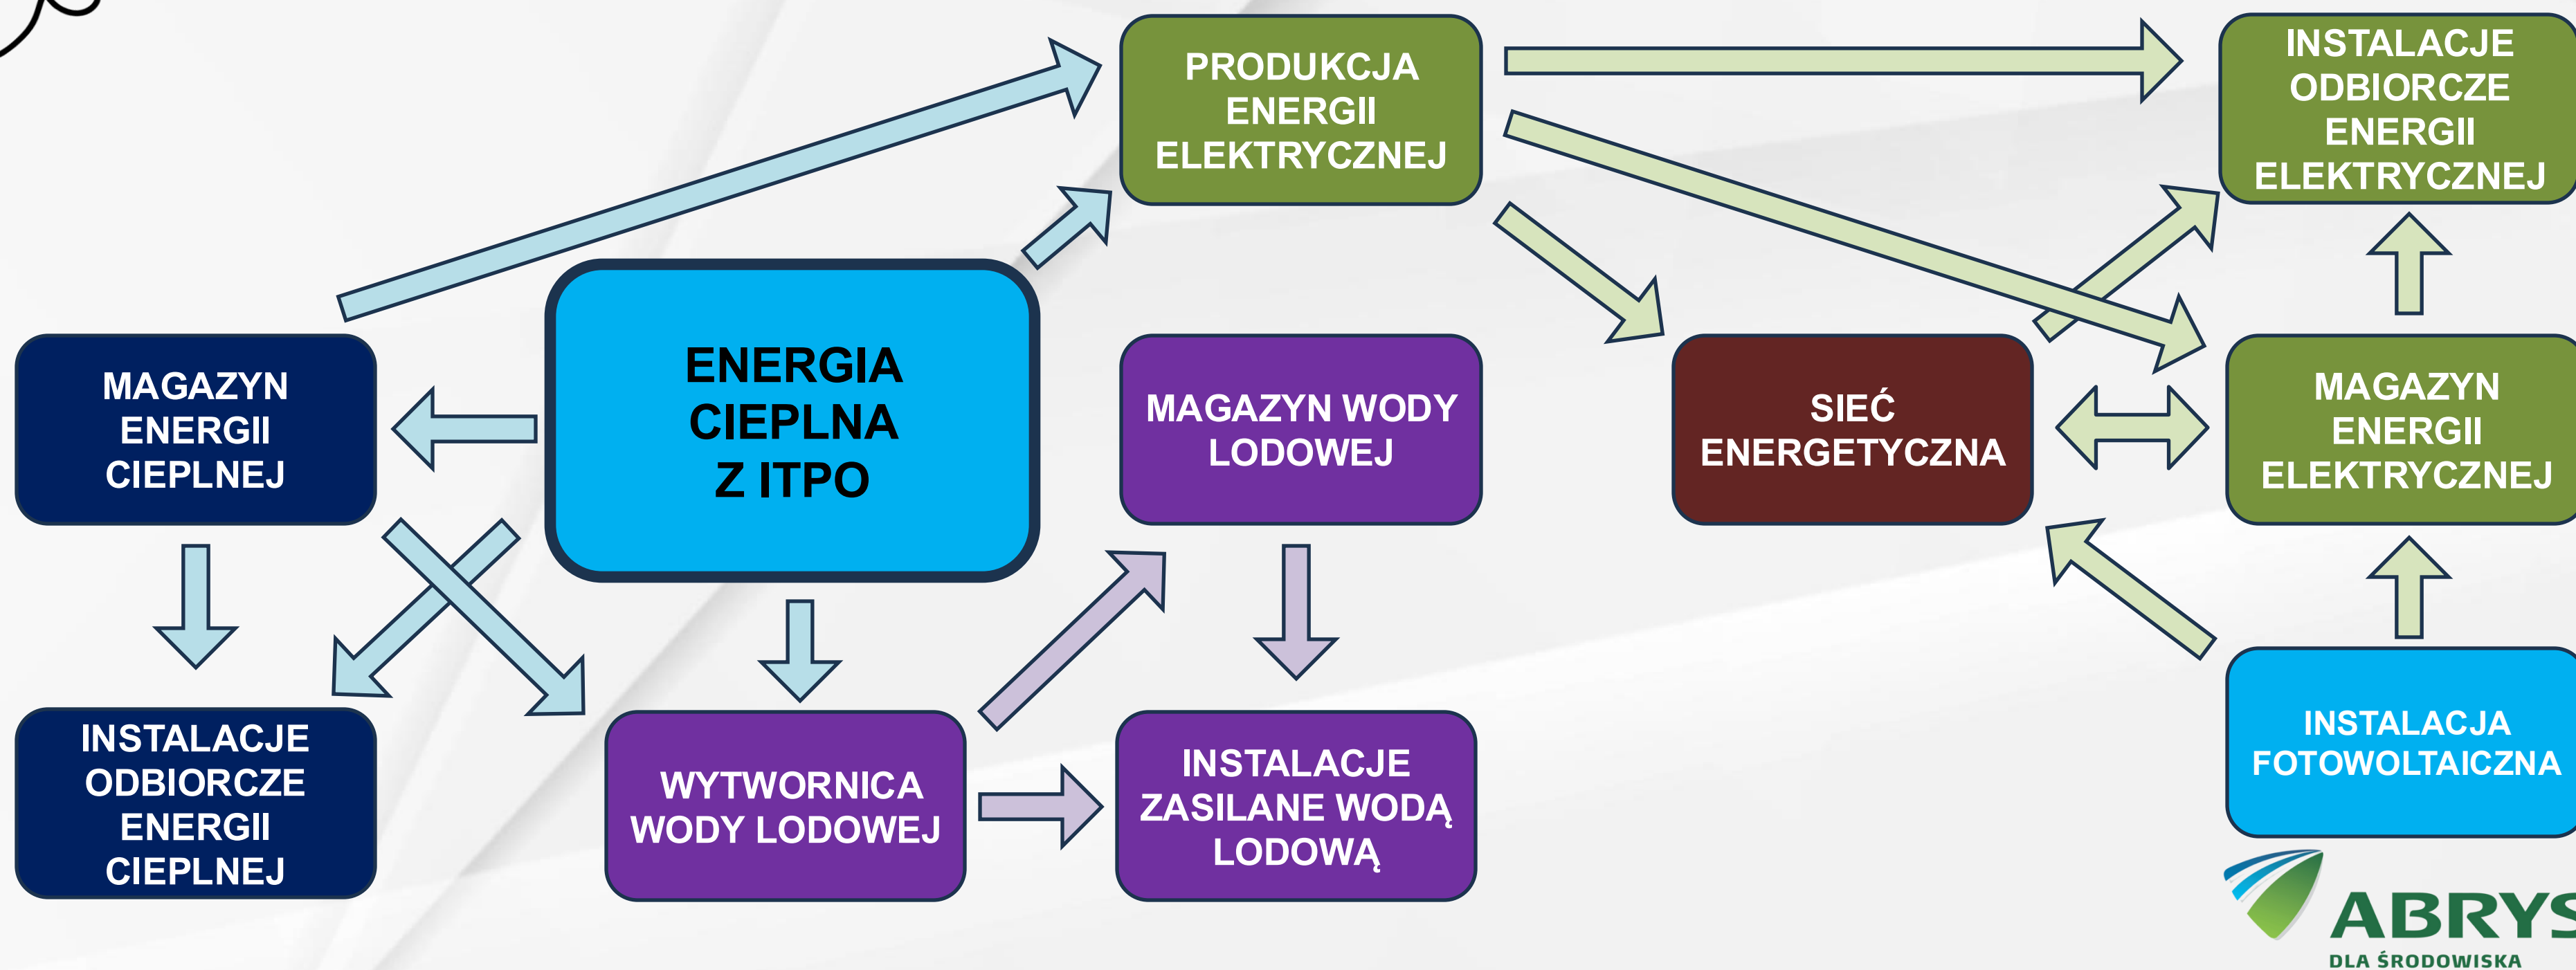 PRODUKCJA
ENERGII
ELEKTRYCZNEJ
INSTALACJE
ODBIORCZE
ENERGII
ELEKTRYCZNEJ
MAGAZYN
ENERGII
CIEPLNEJ
ENERGIA
CIEPLNA
Z ITPO
MAGAZYN WODY
LODOWEJ
SIEĆ
ENERGETYCZNA
MAGAZYN
ENERGII
ELEKTRYCZNEJ
INSTALACJE
ODBIORCZE
ENERGII
CIEPLNEJ
WYTWORNICA
WODY LODOWEJ
INSTALACJE
ZASILANE WODĄ
LODOWĄ
INSTALACJA
FOTOWOLTAICZNA
ABRYS
DLA ŚRODOWISKA